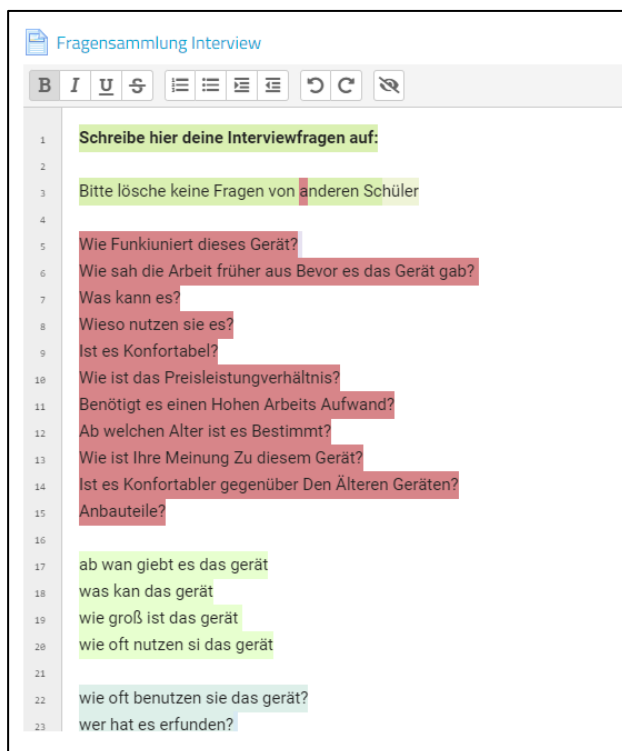 Fragensammlung Interview
B I U S
1 Schreibe hier deine Interviewfragen auf:
2
3 Bitte lösche keine Fragen von anderen Schüler
4
5 Wie Funkiuniert dieses Gerät?
6 Wie sah die Arbeit früher aus Bevor es das Gerät gab?
7 Was kann es?
8 Wieso nutzen sie es?
9 Ist es Konfortabel?
10 Wie ist das Preisleistungverhältnis?
11 Benötigt es einen Hohen Arbeits Aufwand?
12 Ab welchen Alter ist es Bestimmt?
13 Wie ist Ihre Meinung Zu diesem Gerät?
14 Ist es Konfortabler gegenüber Den Älteren Geräten?
15 Anbauteile?
16
17 ab wan giebt es das gerät
18 was kan das gerät
19 wie groß ist das gerät
20 wie oft nutzen si das gerät
21
22 wie oft benutzen sie das gerät?
23 wer hat es erfunden?